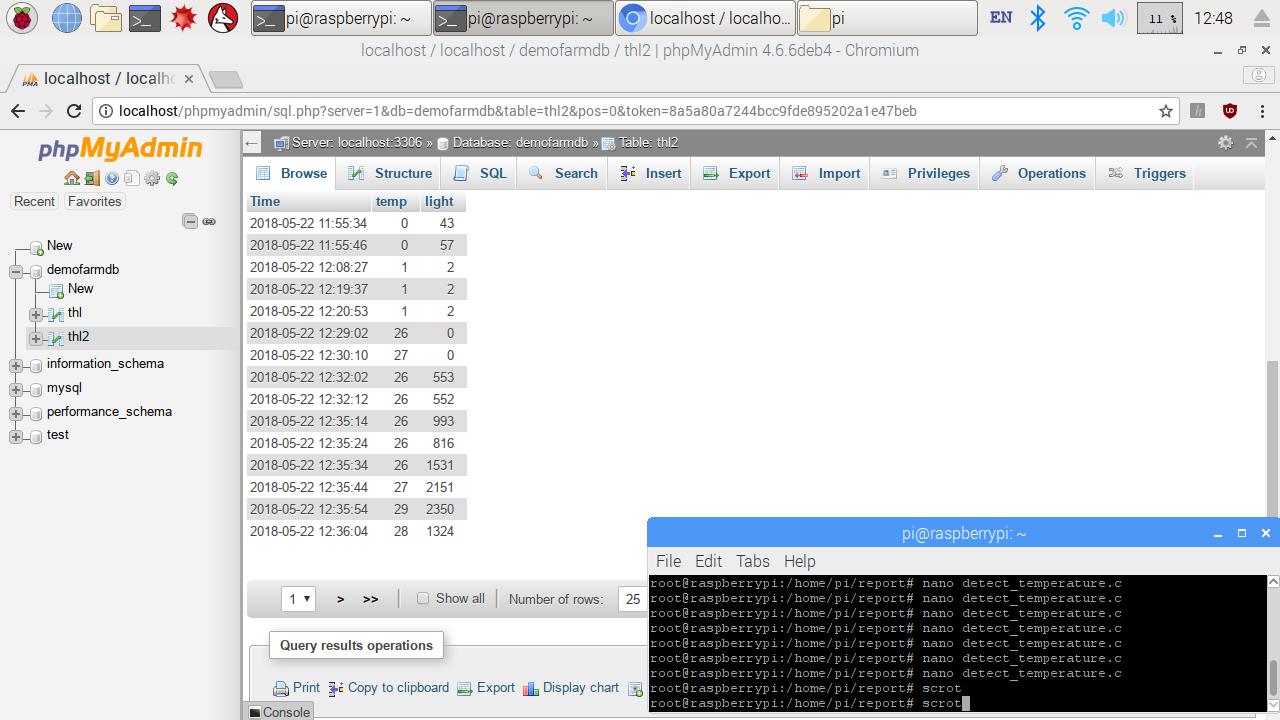 pi@raspberrypi: ~ pi@raspberrypi: ~ localhost / localho... pi EN 11 % 12:48
localhost / localhost / demofarmdb / thl2 | phpMyAdmin 4.6.6deb4 - Chromium
PMA localhost / localho
localhost/phpmyadmin/sql.php?server=1&db=demofarmdb&table=thl2&pos=0&token=8a5a80a7244bcc9fde895202a1e47beb
phpMyAdmin
Recent Favorites
New
demofarmdb
New
thl
thl2
information_schema
mysql
performance_schema
test
Server: localhost:3306 » Database: demofarmdb » Table: thl2
Browse Structure SQL Search Insert Export Import Privileges Operations Triggers
Time temp light
2018-05-22 11:55:34 0 43
2018-05-22 11:55:46 0 57
2018-05-22 12:08:27 1 2
2018-05-22 12:19:37 1 2
2018-05-22 12:20:53 1 2
2018-05-22 12:29:02 26 0
2018-05-22 12:30:10 27 0
2018-05-22 12:32:02 26 553
2018-05-22 12:32:12 26 552
2018-05-22 12:35:14 26 993
2018-05-22 12:35:24 26 816
2018-05-22 12:35:34 26 1531
2018-05-22 12:35:44 27 2151
2018-05-22 12:35:54 29 2350
2018-05-22 12:36:04 28 1324
1 > >> Show all Number of rows: 25
Query results operations
Print Copy to clipboard Export Display chart
Console
pi@raspberrypi: ~
File Edit Tabs Help
root@raspberrypi:/home/pi/report# nano detect_temperature.c
root@raspberrypi:/home/pi/report# nano detect_temperature.c
root@raspberrypi:/home/pi/report# nano detect_temperature.c
root@raspberrypi:/home/pi/report# nano detect_temperature.c
root@raspberrypi:/home/pi/report# nano detect_temperature.c
root@raspberrypi:/home/pi/report# nano detect_temperature.c
root@raspberrypi:/home/pi/report# nano detect_temperature.c
root@raspberrypi:/home/pi/report# scrot
root@raspberrypi:/home/pi/report# scrot